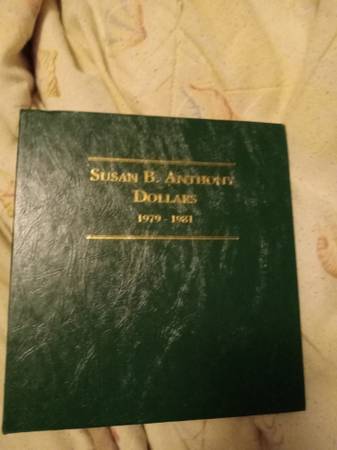 SUSAN B. ANTHONY
DOLLARS
1979 - 1981